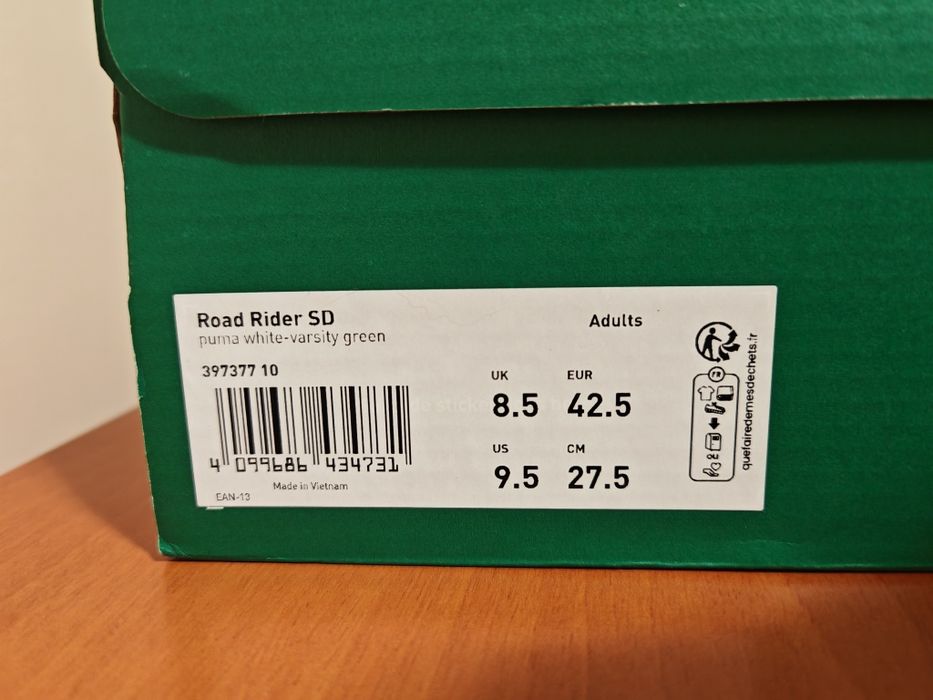 Road Rider SD
puma white-varsity green
Adults
397377 10
UK EUR
8.5 42.5
US CM
9.5 27.5
4 099686 434731
Made in Vietnam
EAN-13
FR
quefairedemesdechets.fr